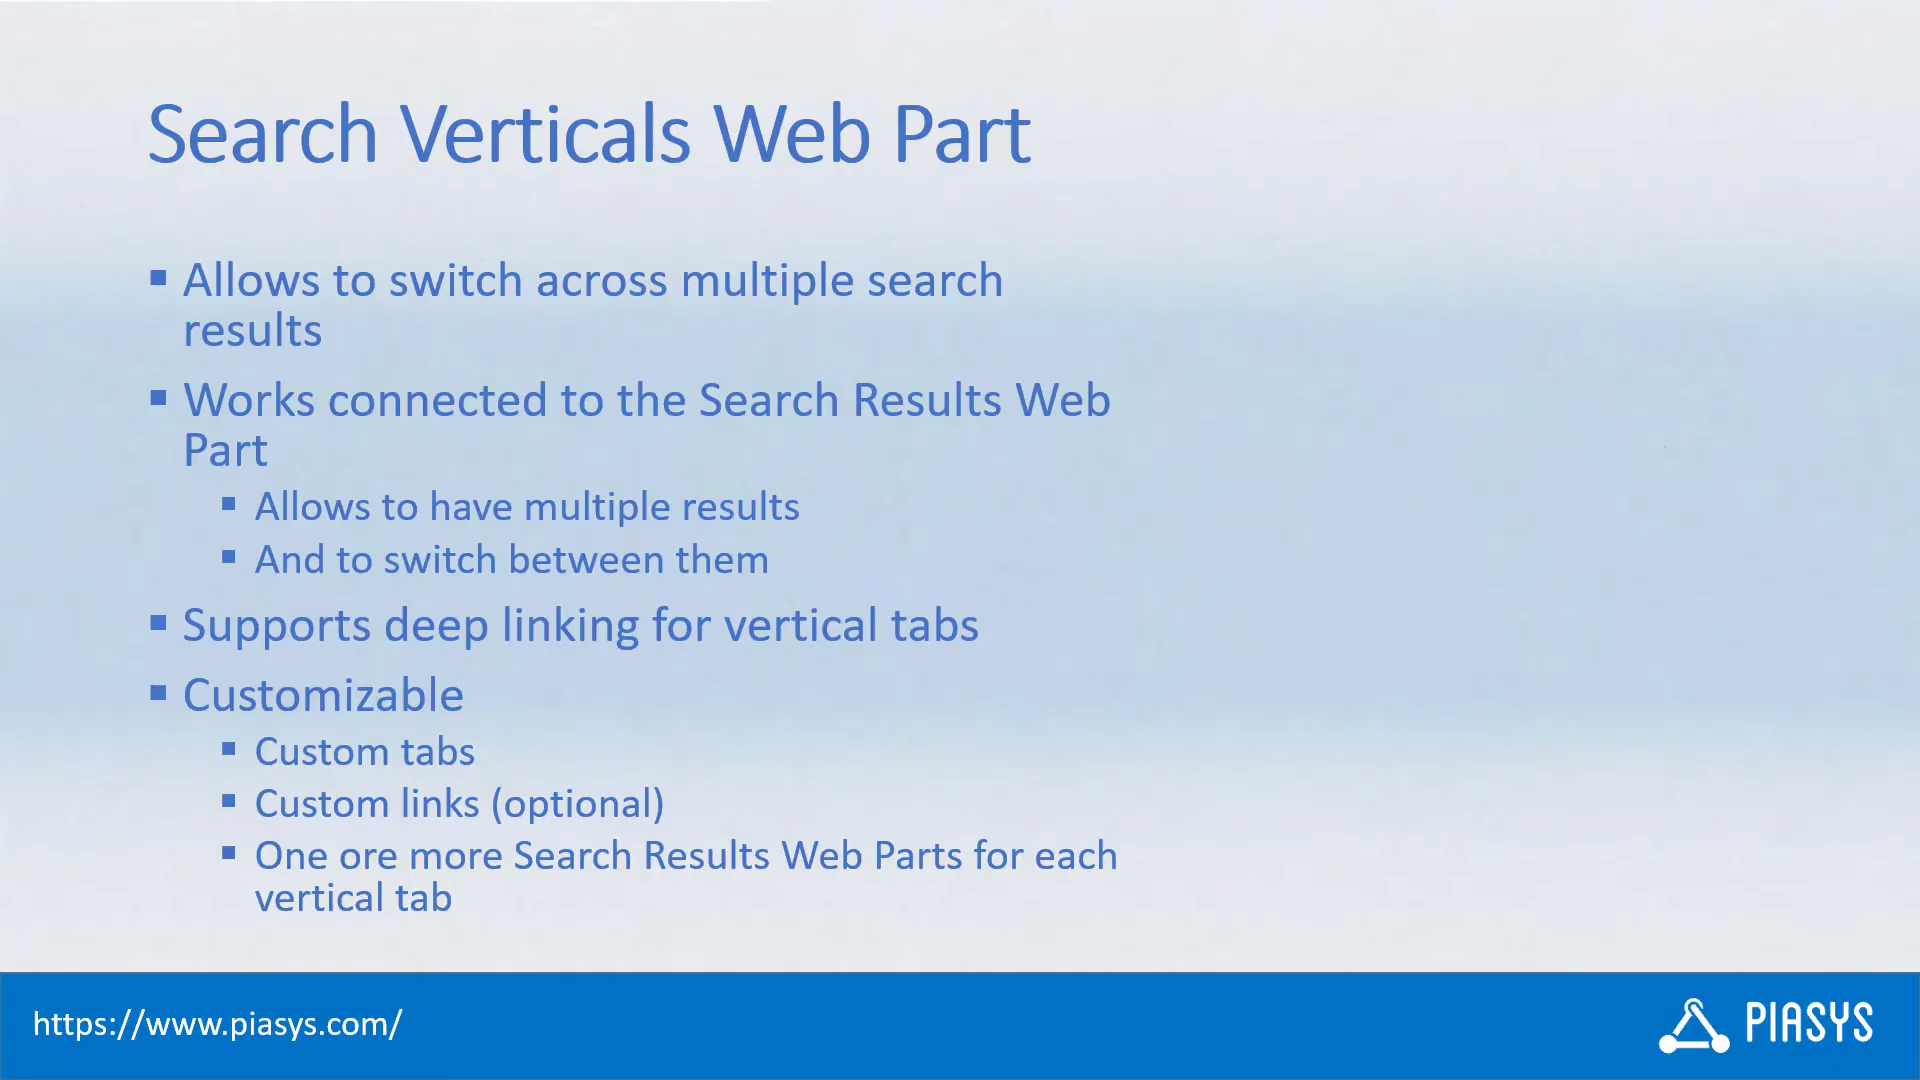 Search Verticals Web Part
Allows to switch across multiple search
results
Works connected to the Search Results Web
Part
Allows to have multiple results
And to switch between them
Supports deep linking for vertical tabs
Customizable
Custom tabs
Custom links (optional)
One ore more Search Results Web Parts for each
vertical tab
https://www.piasys.com/
PIASYS